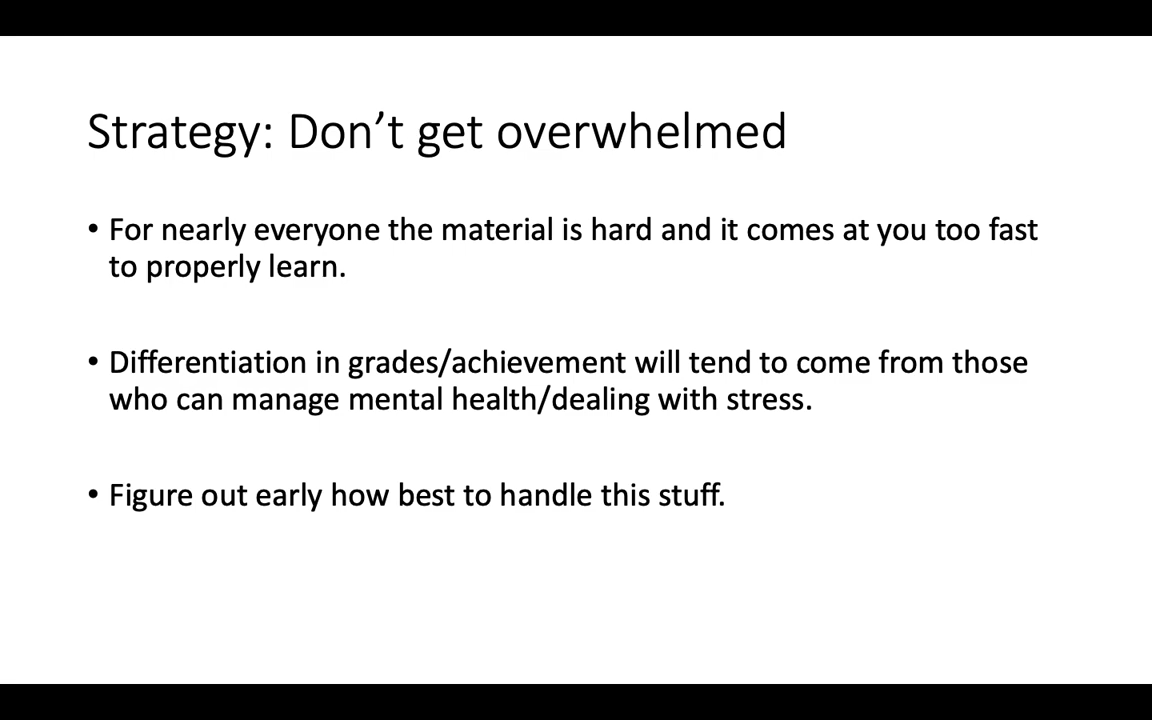 Strategy: Don’t get overwhelmed
• For nearly everyone the material is hard and it comes at you too fast
to properly learn.
• Differentiation in grades/achievement will tend to come from those
who can manage mental health/dealing with stress.
• Figure out early how best to handle this stuff.